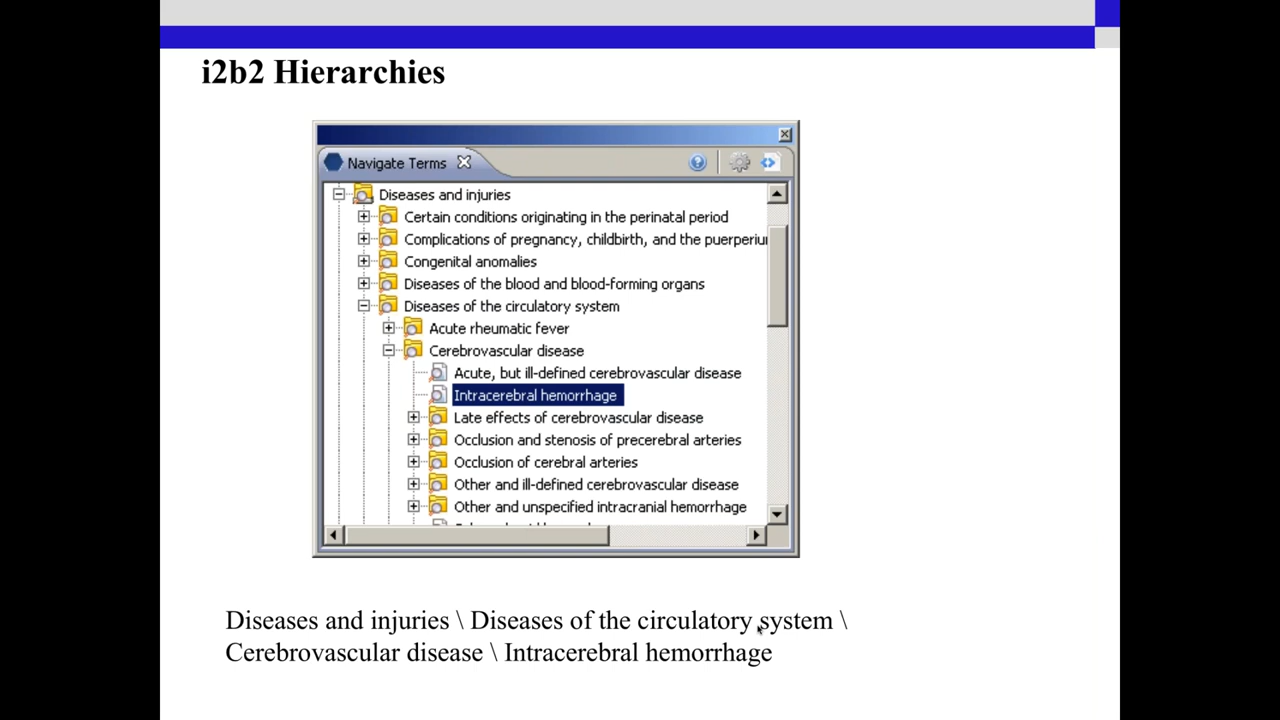 i2b2 Hierarchies
Navigate Terms
Diseases and injuries
Certain conditions originating in the perinatal period
Complications of pregnancy, childbirth, and the puerperiu
Congenital anomalies
Diseases of the blood and blood-forming organs
Diseases of the circulatory system
Acute rheumatic fever
Cerebrovascular disease
Acute, but ill-defined cerebrovascular disease
Intracerebral hemorrhage
Late effects of cerebrovascular disease
Occlusion and stenosis of precerebral arteries
Occlusion of cerebral arteries
Other and ill-defined cerebrovascular disease
Other and unspecified intracranial hemorrhage
Diseases and injuries \ Diseases of the circulatory system \
Cerebrovascular disease \ Intracerebral hemorrhage